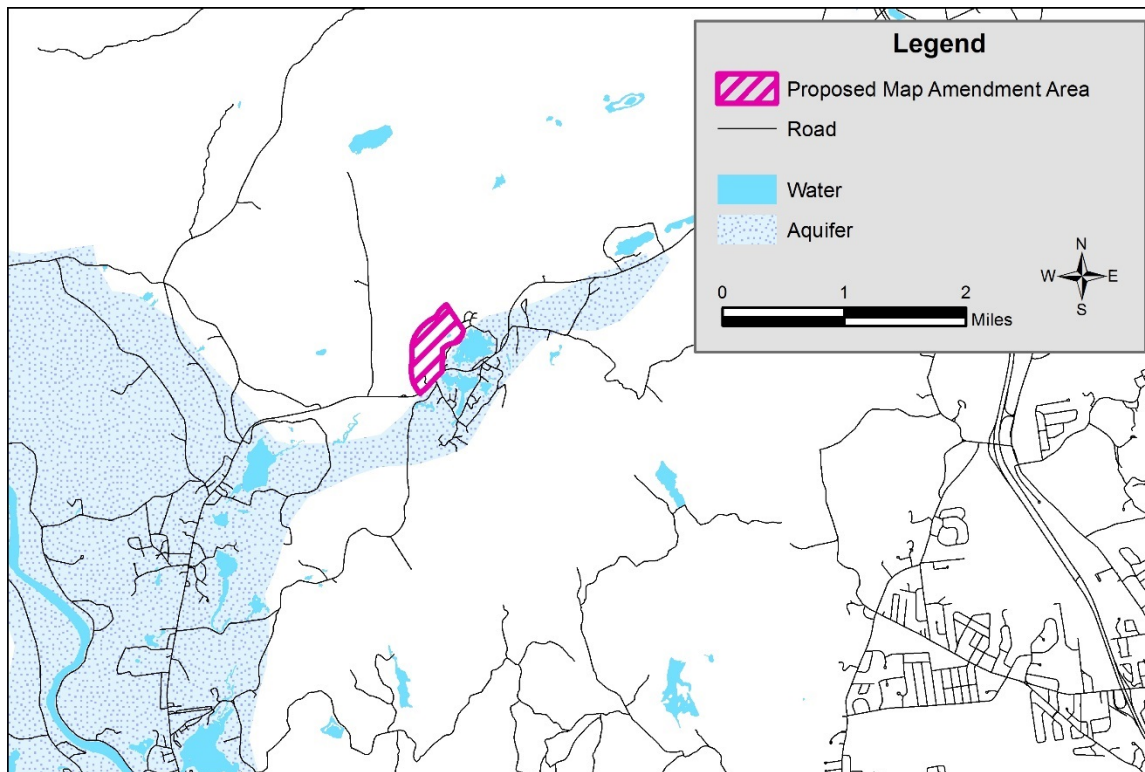 Legend
Proposed Map Amendment Area
Road
Water
Aquifer
N
W E
S
0 1 2
Miles